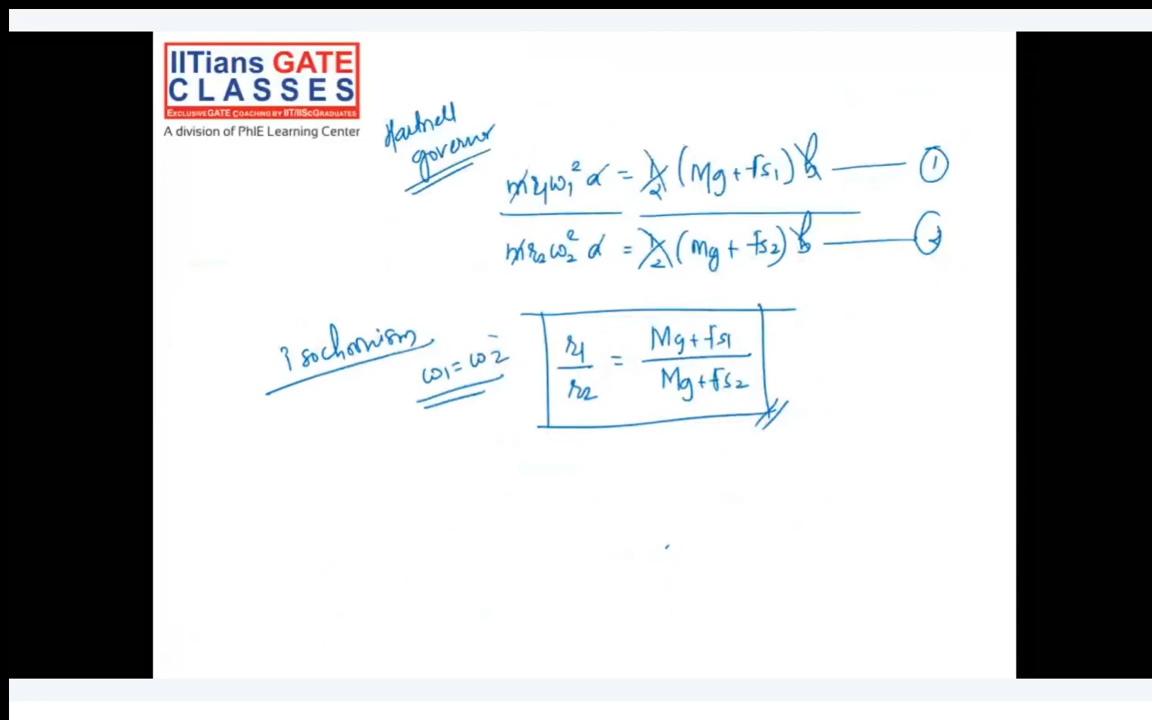 IITians GATE
CLASSES
EXCLUSIVE GATE COACHING BY IIT/IISC GRADUATES
A division of PhIE Learning Center
Hartnell
governor
mr₁ω₁² a = 1/2 (Mg + fs₁) b —— ①
mr₂ω₂² a = 1/2 (Mg + fs₂) b —— ②
Isochronism
ω₁ = ω₂
r₁/r₂ = Mg + fs₁ / Mg + fs₂